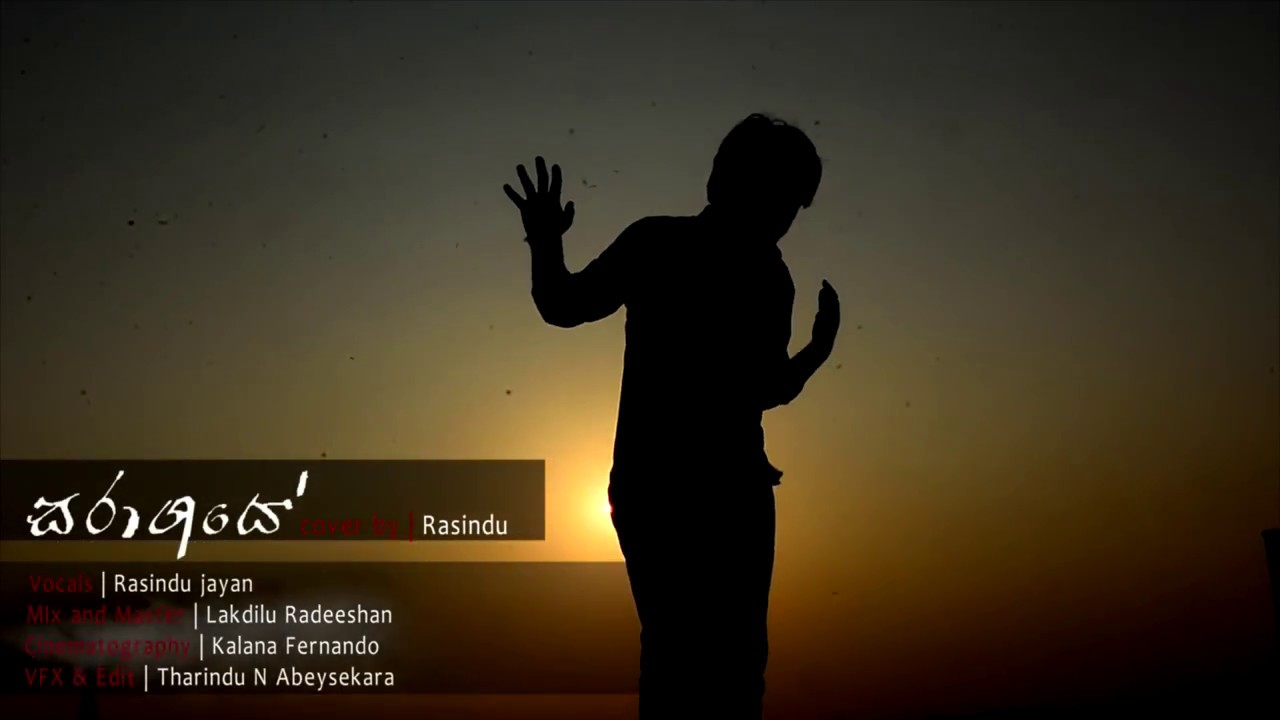 සරාගයේ cover by | Rasindu
Vocals | Rasindu jayan
Mix and Master | Lakdilu Radeeshan
Cinematography | Kalana Fernando
VFX & Edit | Tharindu N Abeysekara